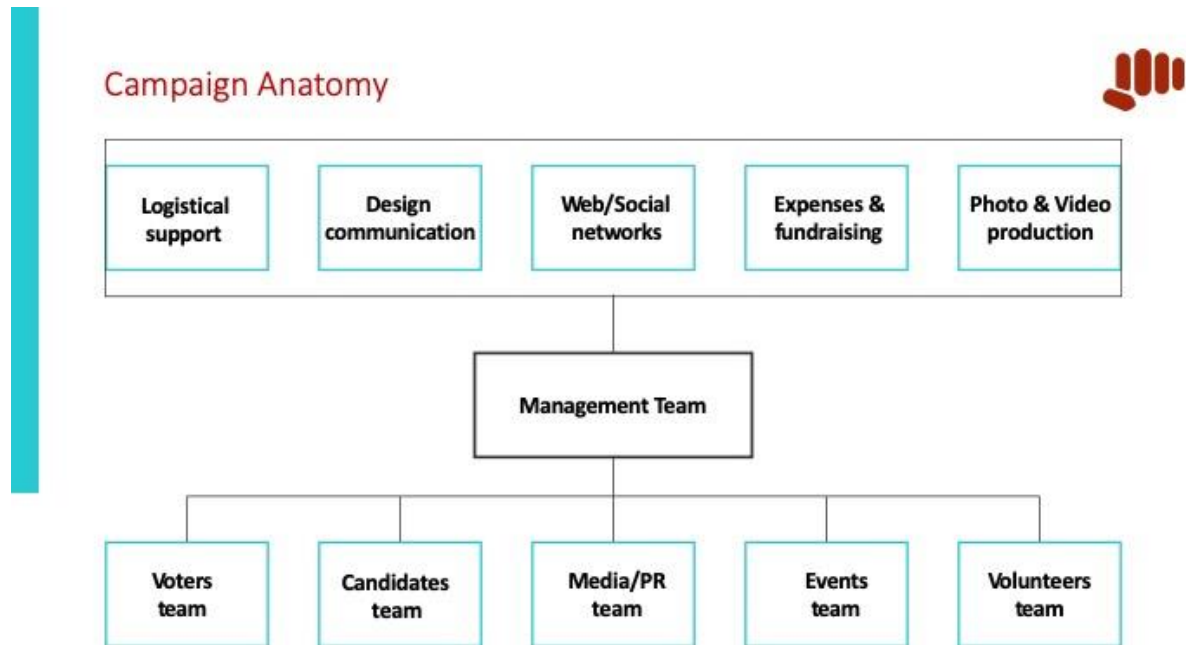 Campaign Anatomy
Logistical
support
Design
communication
Web/Social
networks
Expenses &
fundraising
Photo & Video
production
Management Team
Voters
team
Candidates
team
Media/PR
team
Events
team
Volunteers
team